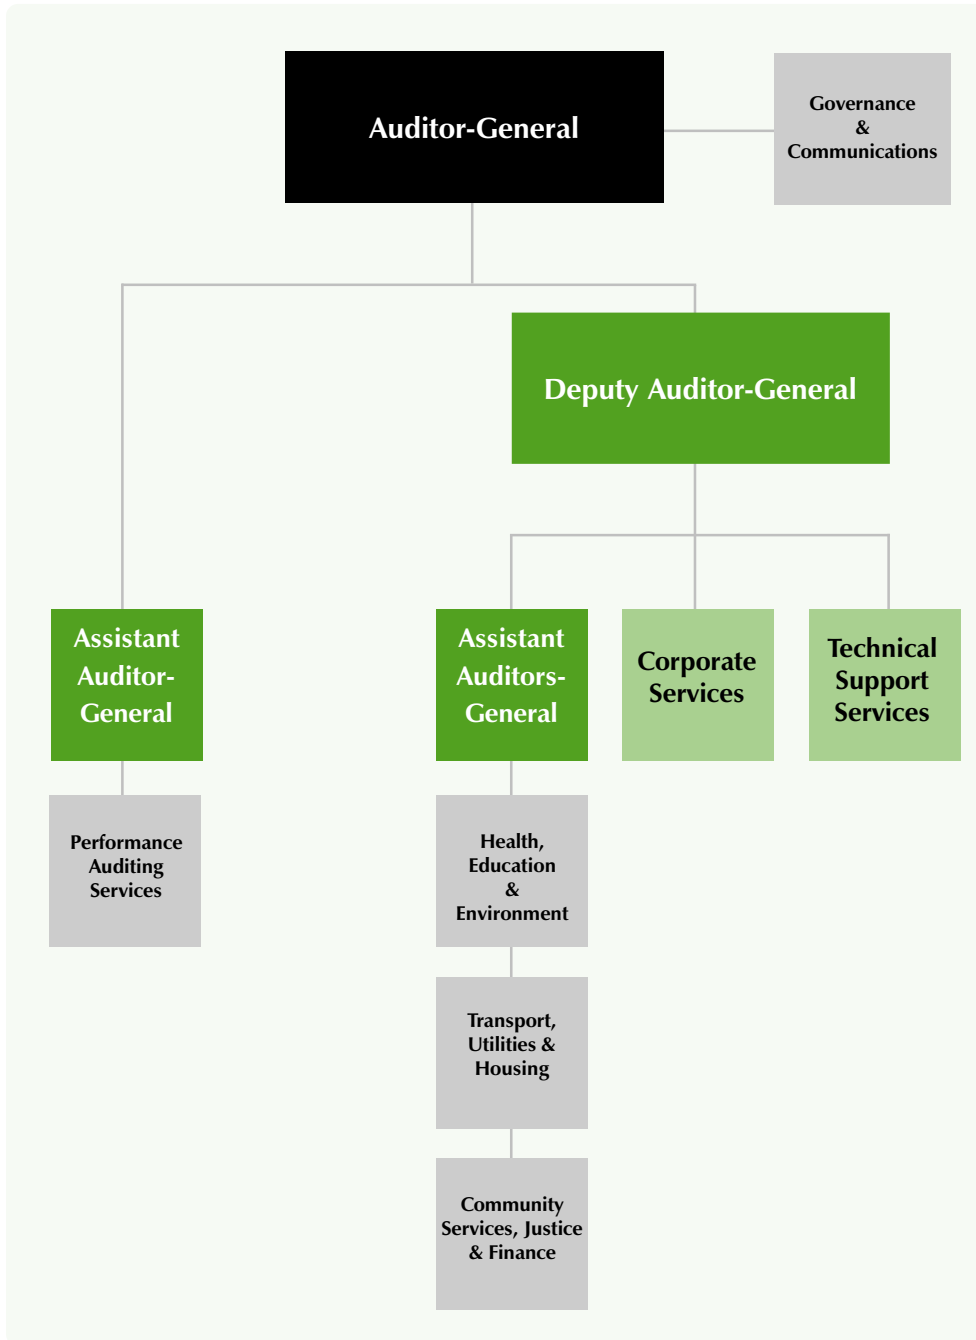 Auditor-General
Governance
&
Communications
Deputy Auditor-General
Assistant
Auditor-
General
Assistant
Auditors-
General
Corporate
Services
Technical
Support
Services
Performance
Auditing
Services
Health,
Education
&
Environment
Transport,
Utilities &
Housing
Community
Services, Justice
& Finance